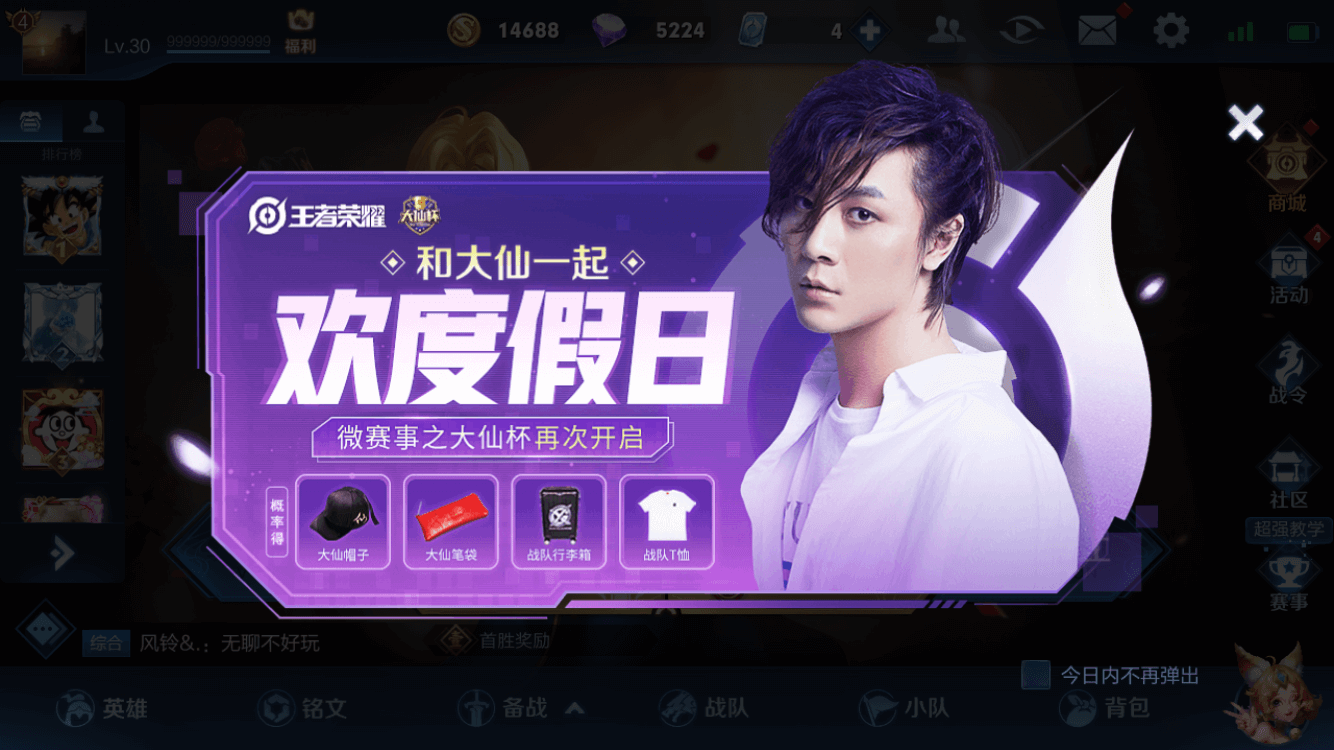 4
Lv.30
999999/999999
福利
14688
5224
4
排行榜
1
2
3
王者荣耀
大仙杯
和大仙一起
欢度假日
微赛事之大仙杯再次开启
概率得
大仙帽子
大仙笔袋
战队行李箱
战队T恤
商城
4
活动
战令
社区
超强教学
赛事
综合
风铃&.：无聊不好玩
首胜奖励
今日内不再弹出
英雄
铭文
备战
战队
小队
背包